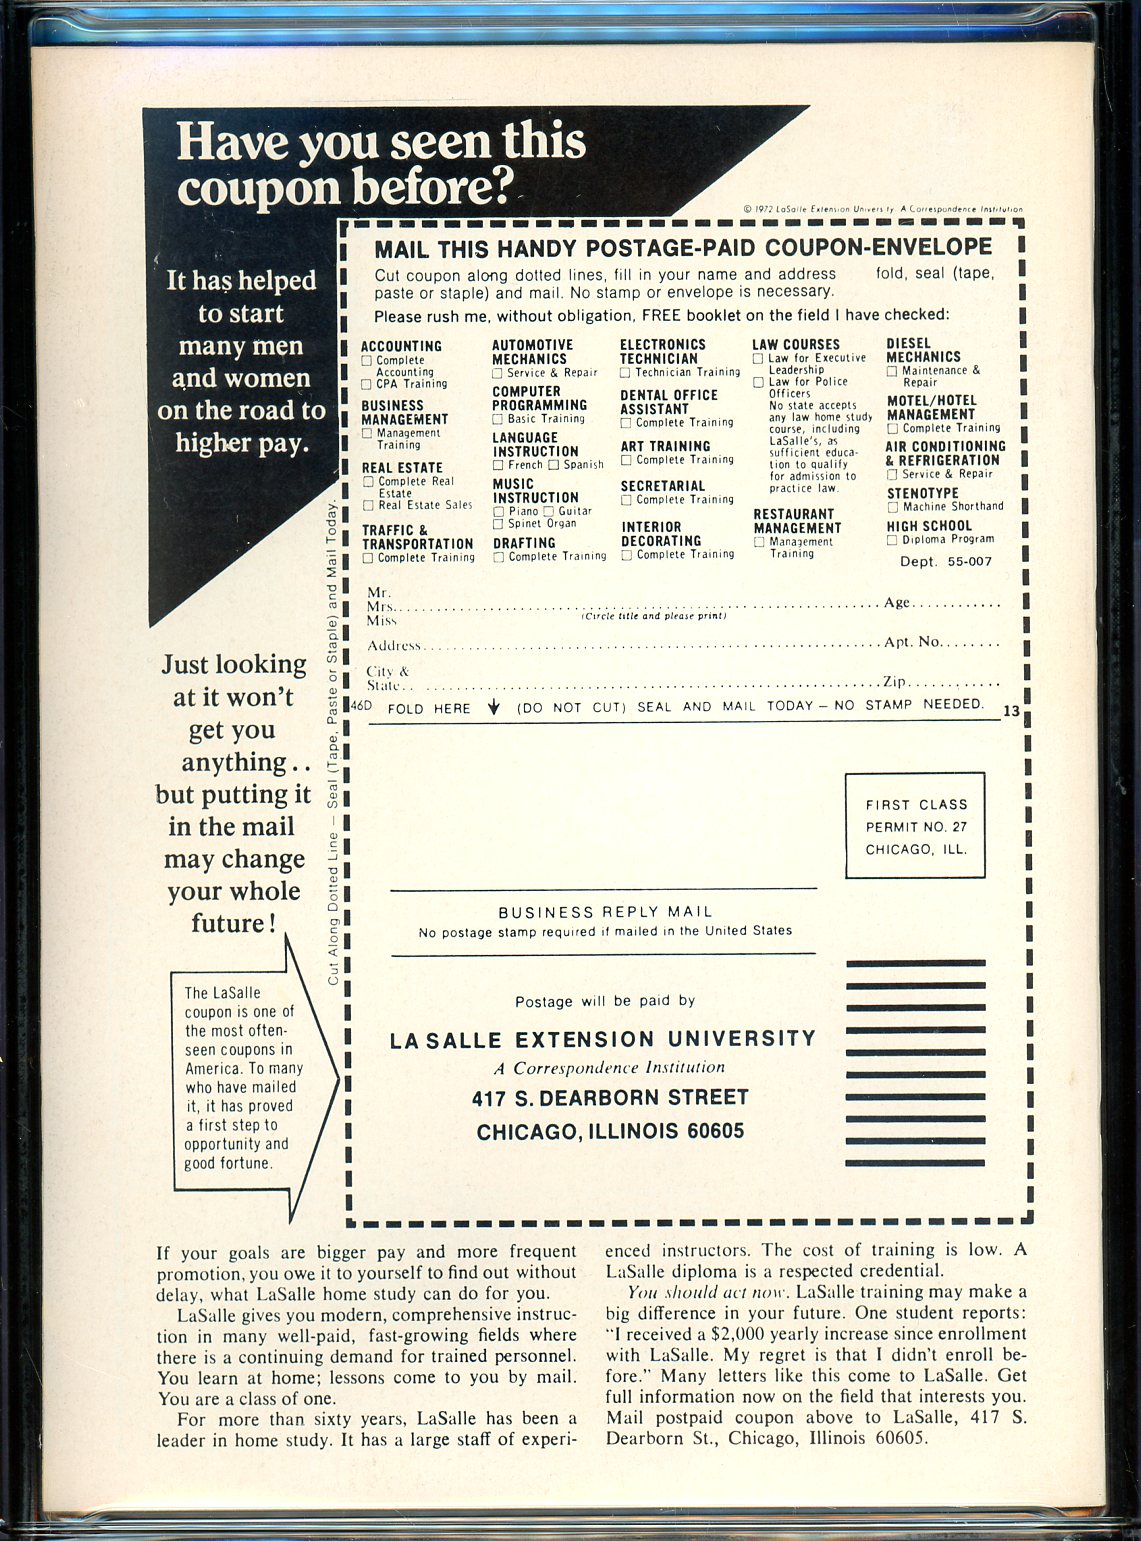 Have you seen this
coupon before?
© 1972 LaSalle Extension University A Correspondence Institution
It has helped
to start
many men
and women
on the road to
higher pay.
Just looking
at it won't
get you
anything . .
but putting it
in the mail
may change
your whole
future!
The LaSalle
coupon is one of
the most often-
seen coupons in
America. To many
who have mailed
it, it has proved
a first step to
opportunity and
good fortune.
Cut Along Dotted Line – Seal (Tape, Paste or Staple) and Mail Today.
MAIL THIS HANDY POSTAGE-PAID COUPON-ENVELOPE
Cut coupon along dotted lines, fill in your name and address fold, seal (tape,
paste or staple) and mail. No stamp or envelope is necessary.
Please rush me, without obligation, FREE booklet on the field I have checked:
ACCOUNTING
☐ Complete
Accounting
☐ CPA Training
BUSINESS
MANAGEMENT
☐ Management
Training
REAL ESTATE
☐ Complete Real
Estate
☐ Real Estate Sales
TRAFFIC &
TRANSPORTATION
☐ Complete Training
AUTOMOTIVE
MECHANICS
☐ Service & Repair
COMPUTER
PROGRAMMING
☐ Basic Training
LANGUAGE
INSTRUCTION
☐ French ☐ Spanish
MUSIC
INSTRUCTION
☐ Piano ☐ Guitar
☐ Spinet Organ
DRAFTING
☐ Complete Training
ELECTRONICS
TECHNICIAN
☐ Technician Training
DENTAL OFFICE
ASSISTANT
☐ Complete Training
ART TRAINING
☐ Complete Training
SECRETARIAL
☐ Complete Training
INTERIOR
DECORATING
☐ Complete Training
LAW COURSES
☐ Law for Executive
Leadership
☐ Law for Police
Officers
No state accepts
any law home study
course, including
LaSalle's, as
sufficient educa-
tion to qualify
for admission to
practice law.
RESTAURANT
MANAGEMENT
☐ Management
Training
DIESEL
MECHANICS
☐ Maintenance &
Repair
MOTEL/HOTEL
MANAGEMENT
☐ Complete Training
AIR CONDITIONING
& REFRIGERATION
☐ Service & Repair
STENOTYPE
☐ Machine Shorthand
HIGH SCHOOL
☐ Diploma Program
Dept. 55-007
Mr.
Mrs. Age
Miss (Circle title and please print)
Address Apt. No.
City &
State Zip
46D FOLD HERE ↓ (DO NOT CUT) SEAL AND MAIL TODAY – NO STAMP NEEDED. 13
FIRST CLASS
PERMIT NO. 27
CHICAGO, ILL.
BUSINESS REPLY MAIL
No postage stamp required if mailed in the United States
Postage will be paid by
LA SALLE EXTENSION UNIVERSITY
A Correspondence Institution
417 S. DEARBORN STREET
CHICAGO, ILLINOIS 60605
If your goals are bigger pay and more frequent
promotion, you owe it to yourself to find out without
delay, what LaSalle home study can do for you.
LaSalle gives you modern, comprehensive instruc-
tion in many well-paid, fast-growing fields where
there is a continuing demand for trained personnel.
You learn at home; lessons come to you by mail.
You are a class of one.
For more than sixty years, LaSalle has been a
leader in home study. It has a large staff of experi-
enced instructors. The cost of training is low. A
LaSalle diploma is a respected credential.
You should act now. LaSalle training may make a
big difference in your future. One student reports:
"I received a $2,000 yearly increase since enrollment
with LaSalle. My regret is that I didn't enroll be-
fore." Many letters like this come to LaSalle. Get
full information now on the field that interests you.
Mail postpaid coupon above to LaSalle, 417 S.
Dearborn St., Chicago, Illinois 60605.